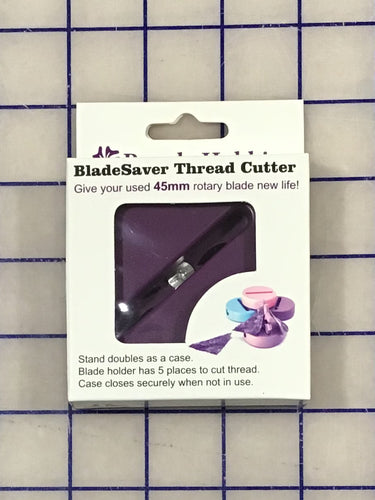 BladeSaver Thread Cutter
Give your used 45mm rotary blade new life!
Stand doubles as a case.
Blade holder has 5 places to cut thread.
Case closes securely when not in use.